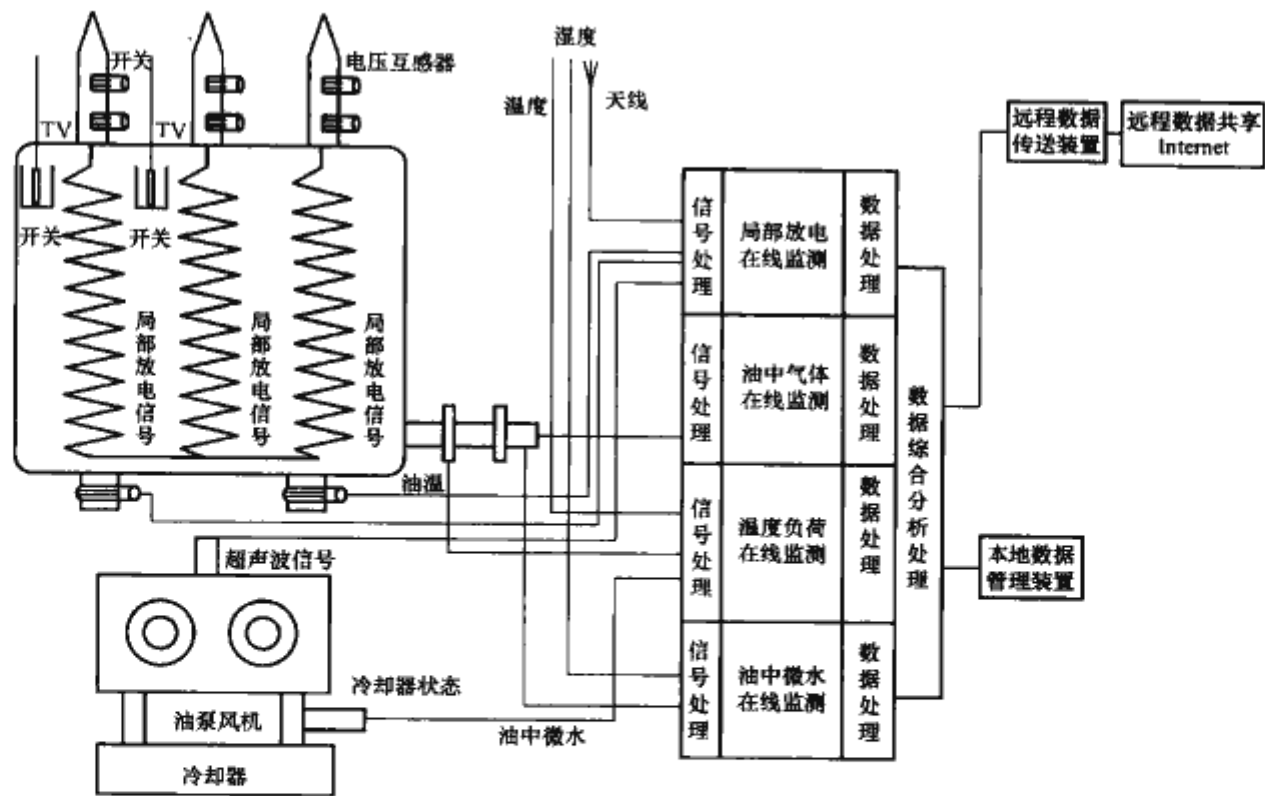 开关
电压互感器
湿度
温度
天线
TV
TV
开关
开关
局部放电信号
局部放电信号
局部放电信号
油温
超声波信号
冷却器状态
油泵风机
油中微水
冷却器
信号处理
局部放电
在线监测
数据处理
信号处理
油中气体
在线监测
数据处理
信号处理
温度负荷
在线监测
数据处理
信号处理
油中微水
在线监测
数据处理
数据综合分析处理
远程数据
传送装置
远程数据共享
Internet
本地数据
管理装置